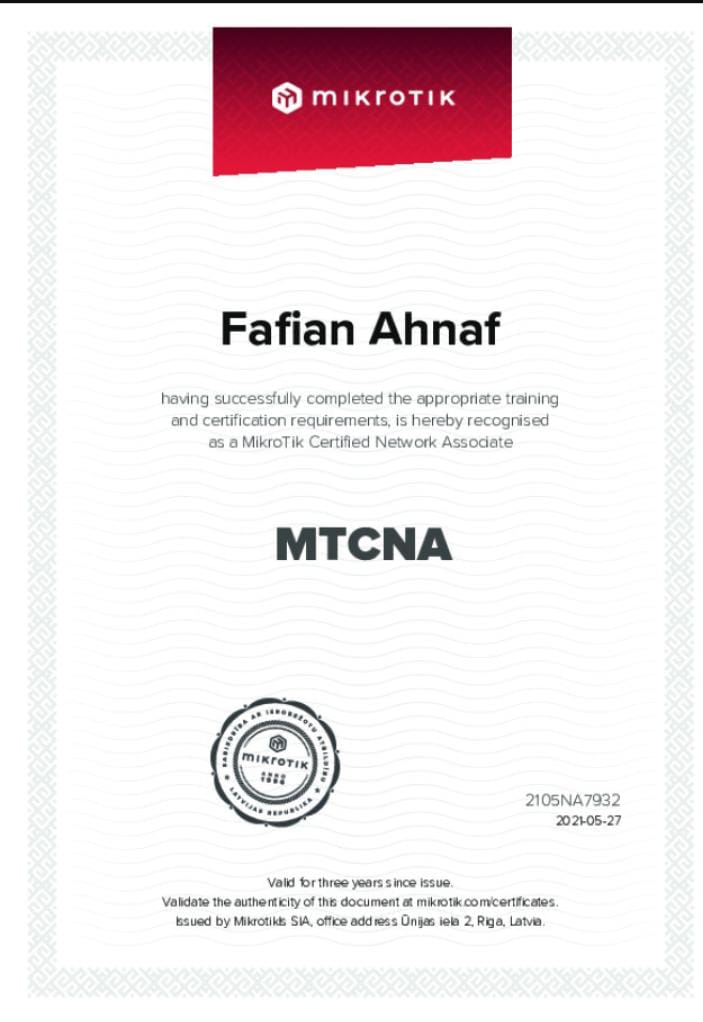 mikrotik
Fafian Ahnaf
having successfully completed the appropriate training
and certification requirements, is hereby recognised
as a MikroTik Certified Network Associate
MTCNA
SABIEDRĪBA AR IEROBEŽOTU ATBILDĪBU
mikrotik
ANNO
1996
LATVIJAS REPUBLIKA
2105NA7932
2021-05-27
Valid for three years since issue.
Validate the authenticity of this document at mikrotik.com/certificates.
Issued by Mikrotikls SIA, office address Ūnijas iela 2, Riga, Latvia.